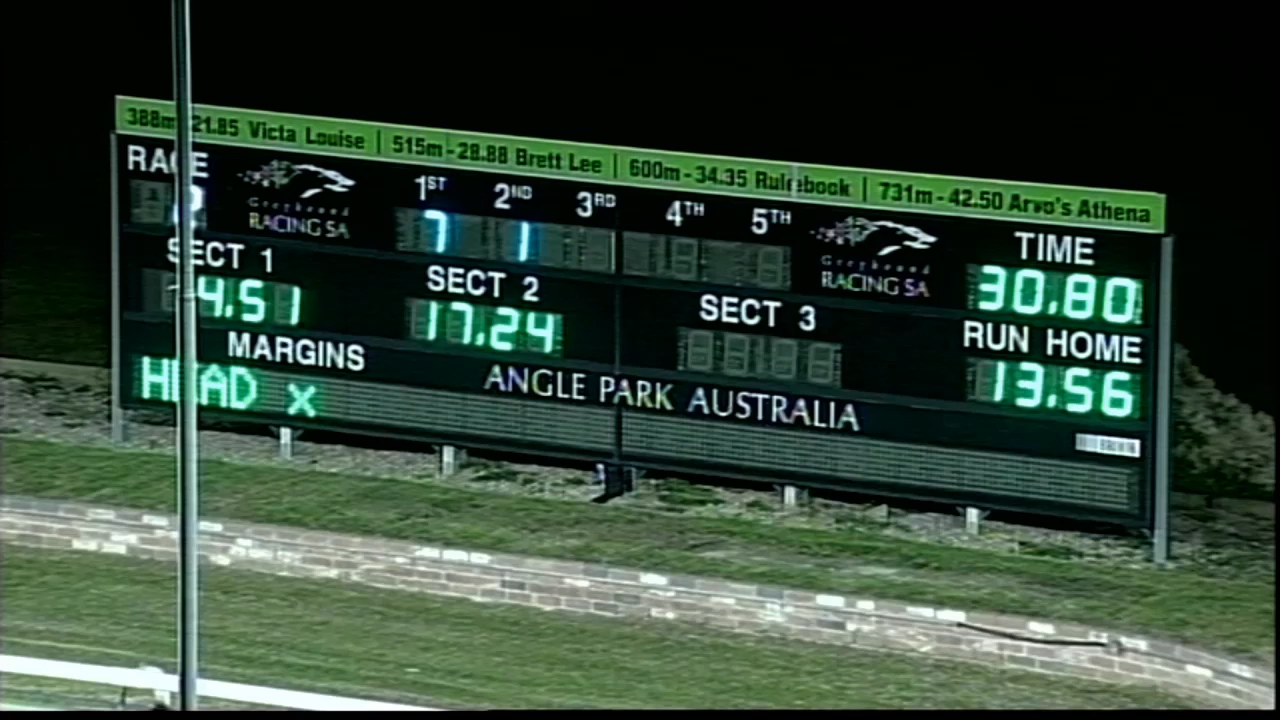 388m-21.85 Victa Louise | 515m-28.88 Brett Lee | 600m-34.35 Rulebook | 731m-42.50 Arvo's Athena
RACE
Greyhound
RACING SA
1ST 2ND 3RD 4TH 5TH
Greyhound
RACING SA
TIME
7 1
30.80
SECT 1
SECT 2
SECT 3
RUN HOME
4.51
17.24
13.56
MARGINS
ANGLE PARK AUSTRALIA
HEAD x